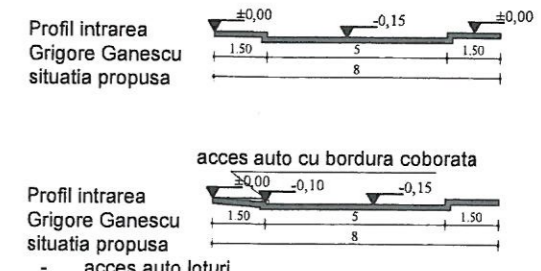 Profil intrarea
Grigore Ganescu
situatia propusa
±0,00 -0,15 ±0,00
1.50 5 1.50
8
acces auto cu bordura coborata
Profil intrarea
Grigore Ganescu
situatia propusa
- acces auto loturi
±0,00 -0,10 -0,15
1.50 5 1.50
8